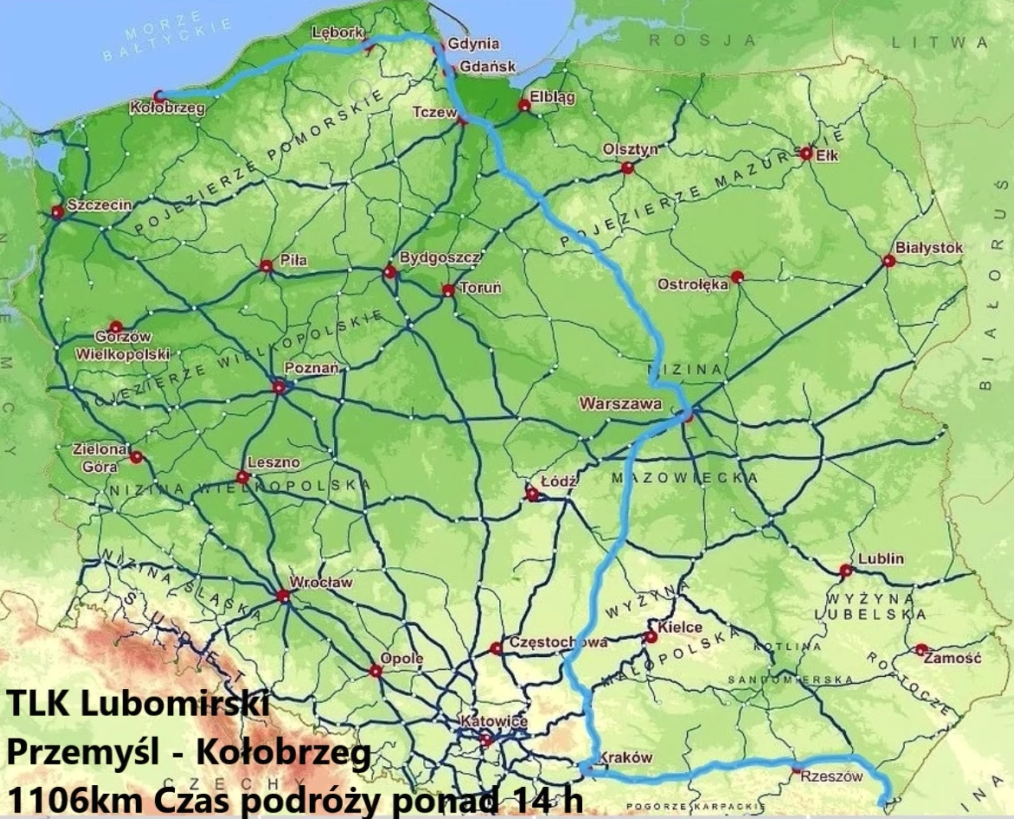 MORZE
BAŁTYCKIE
ROSJA
LITWA
Lębork
Gdynia
Gdańsk
Kołobrzeg
Tczew
Elbląg
POJEZIERZE POMORSKIE
Olsztyn
Ełk
POJEZIERZE MAZURSKIE
Szczecin
BIAŁORUŚ
Piła
Bydgoszcz
Toruń
Białystok
Ostrołęka
Gorzów
Wielkopolski
POJEZIERZE WIELKOPOLSKIE
Poznań
NIZINA
Warszawa
Zielona
Góra
Leszno
NIZINA WIELKOPOLSKA
Łódź
MAZOWIECKA
NIZINA ŚLĄSKA
Wrocław
Lublin
WYŻYNA
LUBELSKA
WYŻYNA
MAŁOPOLSKA
Kielce
Częstochowa
KOTLINA
SANDOMIERSKA
Zamość
ROZTOCZE
SUDETY
Opole
TLK Lubomirski
Katowice
Przemyśl - Kołobrzeg
Kraków
Rzeszów
CZECHY
1106km Czas podróży ponad 14 h
POGÓRZE KARPACKIE
INA